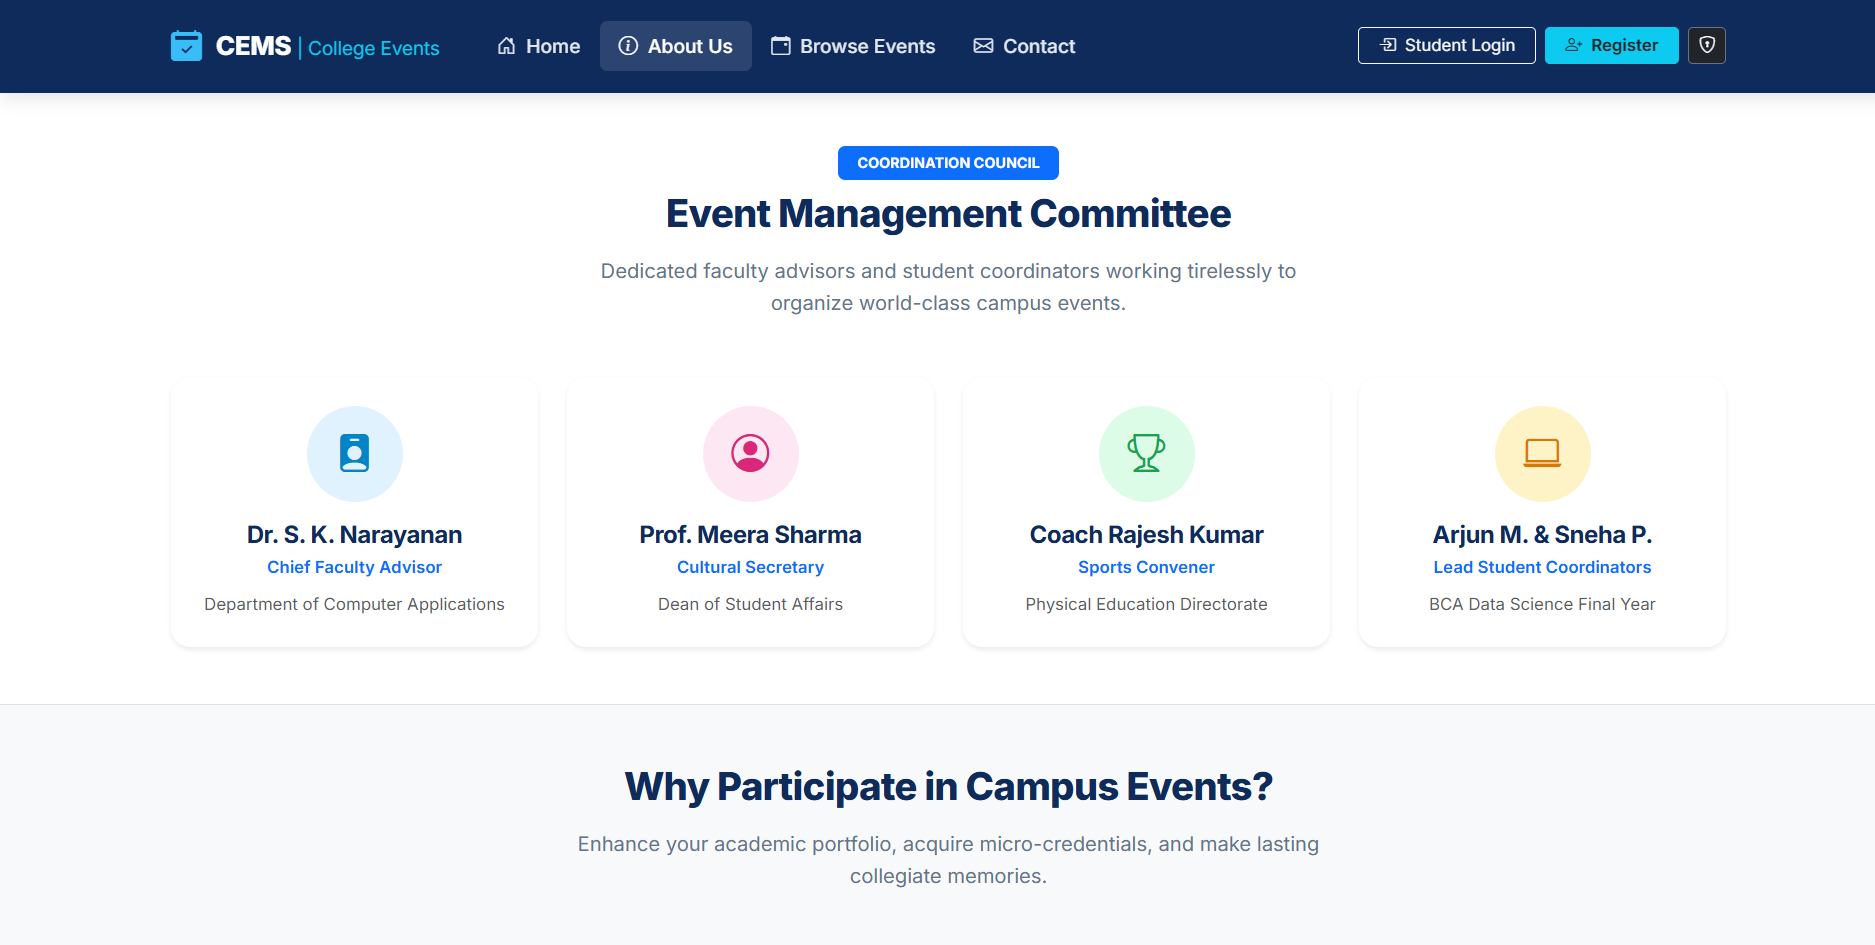 CEMS | College Events
Home
About Us
Browse Events
Contact
Student Login
Register
COORDINATION COUNCIL
Event Management Committee
Dedicated faculty advisors and student coordinators working tirelessly to
organize world-class campus events.
Dr. S. K. Narayanan
Chief Faculty Advisor
Department of Computer Applications
Prof. Meera Sharma
Cultural Secretary
Dean of Student Affairs
Coach Rajesh Kumar
Sports Convener
Physical Education Directorate
Arjun M. & Sneha P.
Lead Student Coordinators
BCA Data Science Final Year
Why Participate in Campus Events?
Enhance your academic portfolio, acquire micro-credentials, and make lasting
collegiate memories.